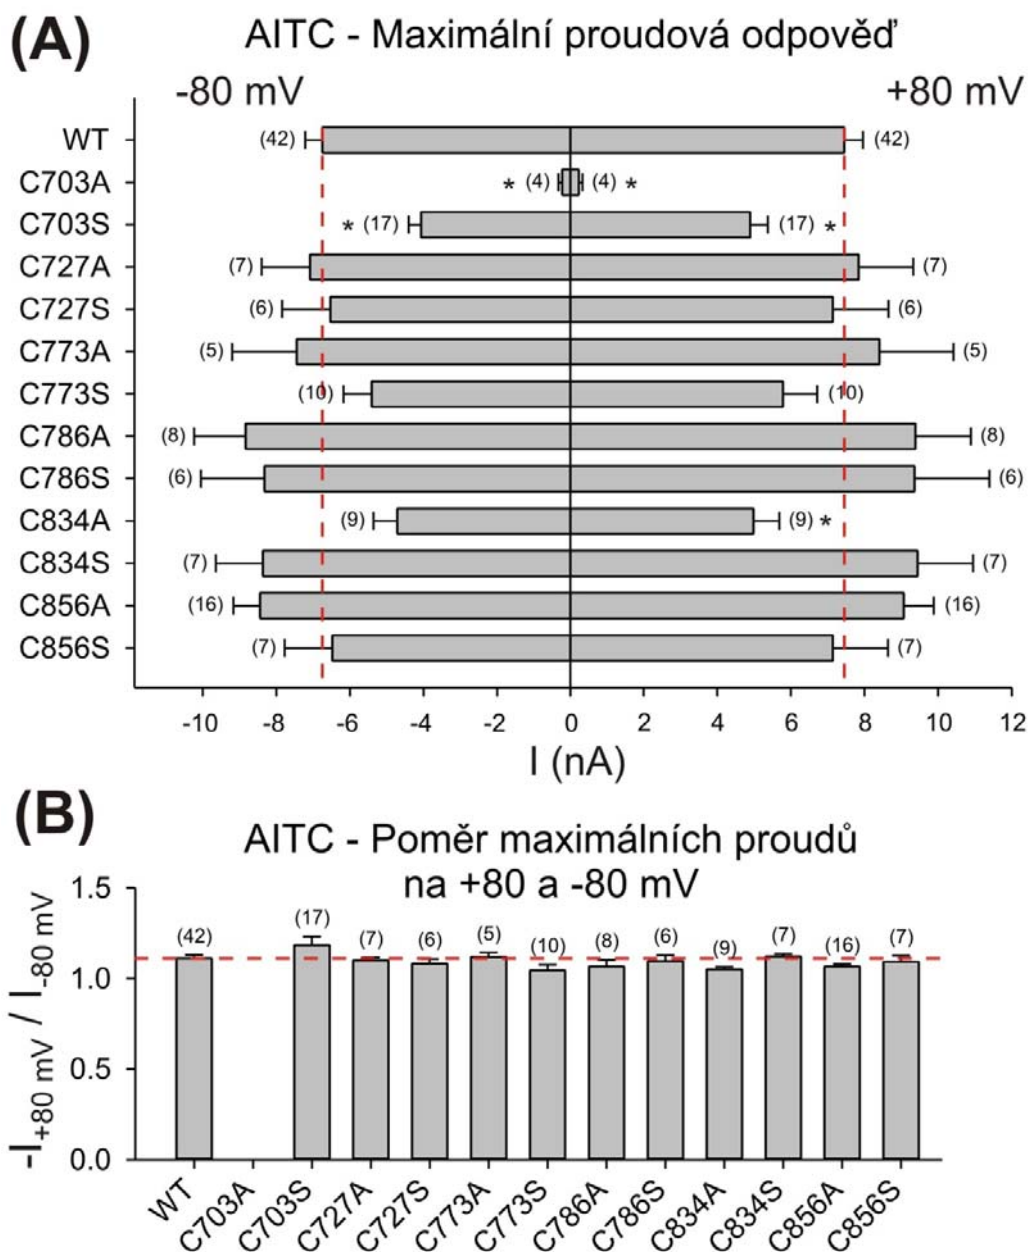 (A) AITC - Maximální proudová odpověď
-80 mV +80 mV
WT (42) (42)
C703A * (4) (4) *
C703S * (17) (17) *
C727A (7) (7)
C727S (6) (6)
C773A (5) (5)
C773S (10) (10)
C786A (8) (8)
C786S (6) (6)
C834A (9) (9) *
C834S (7) (7)
C856A (16) (16)
C856S (7) (7)
-10 -8 -6 -4 -2 0 2 4 6 8 10 12
I (nA)
(B) AITC - Poměr maximálních proudů
na +80 a -80 mV
-I+80 mV / I-80 mV
1.5
1.0
0.5
0.0
(42) (17) (7) (6) (5) (10) (8) (6) (9) (7) (16) (7)
WT C703A C703S C727A C727S C773A C773S C786A C786S C834A C834S C856A C856S